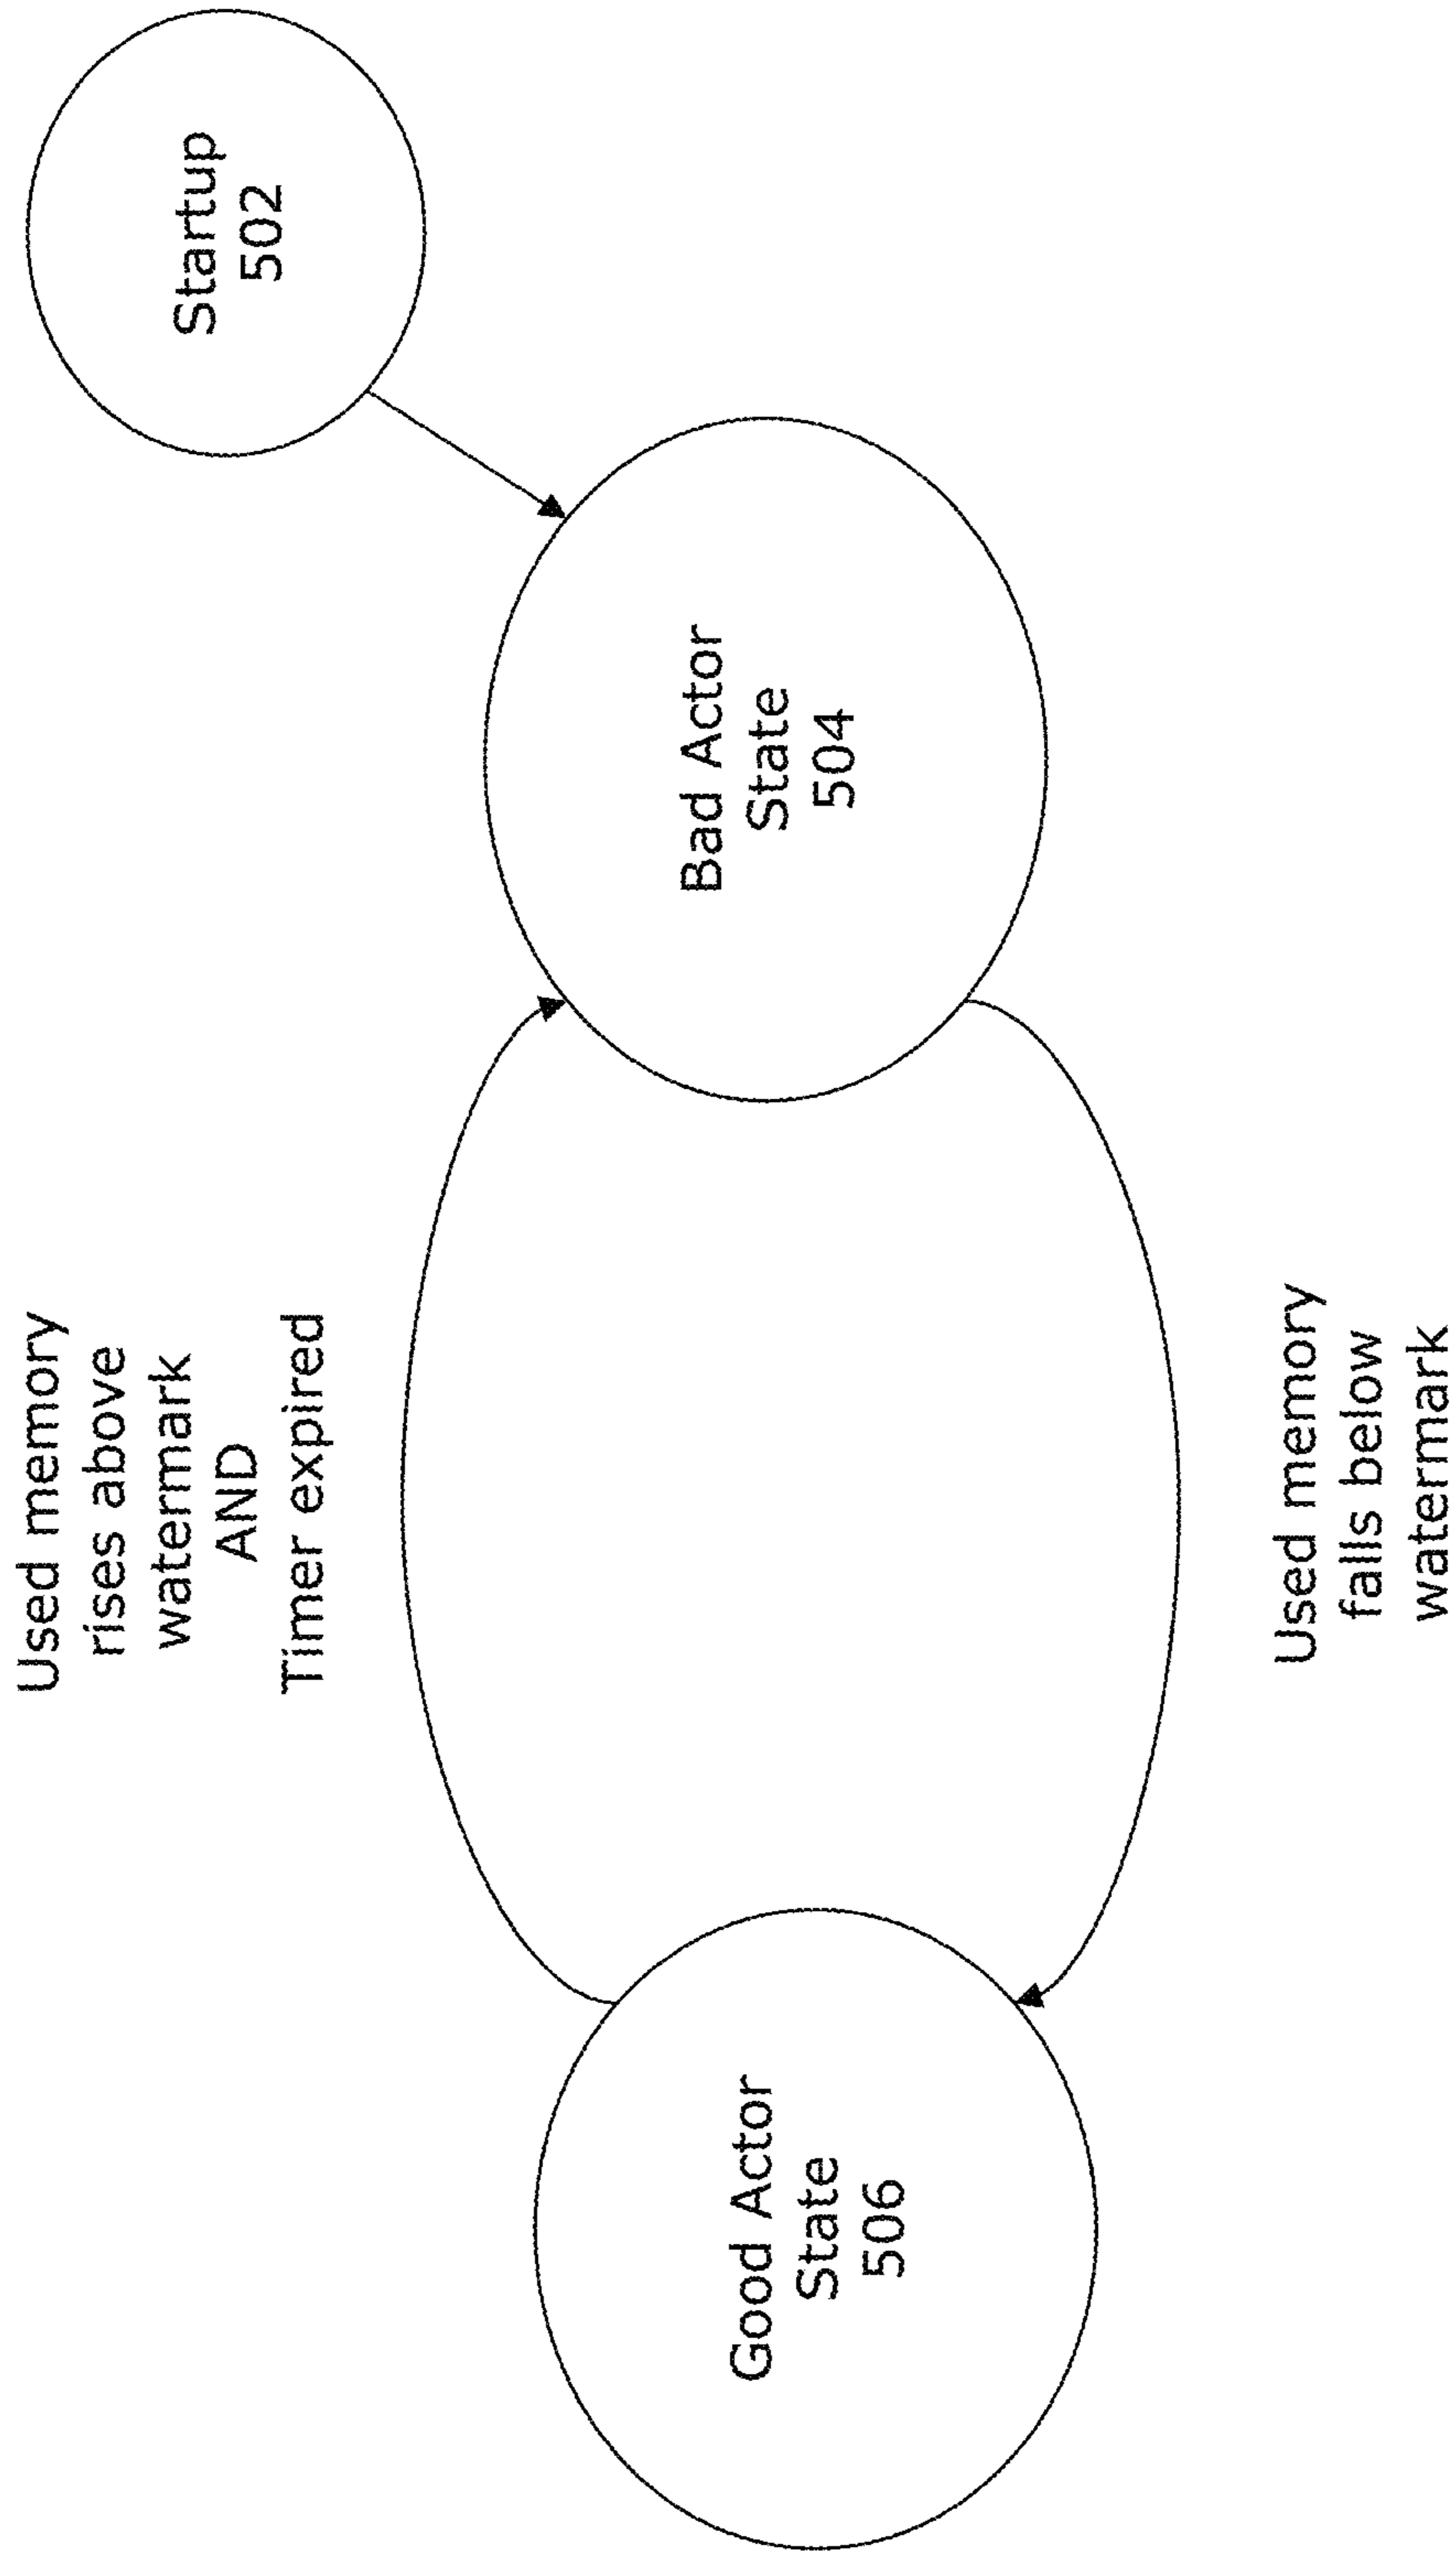 Startup
502
Used memory
rises above
watermark
AND
Timer expired
Bad Actor
State
504
Good Actor
State
506
Used memory
falls below
watermark